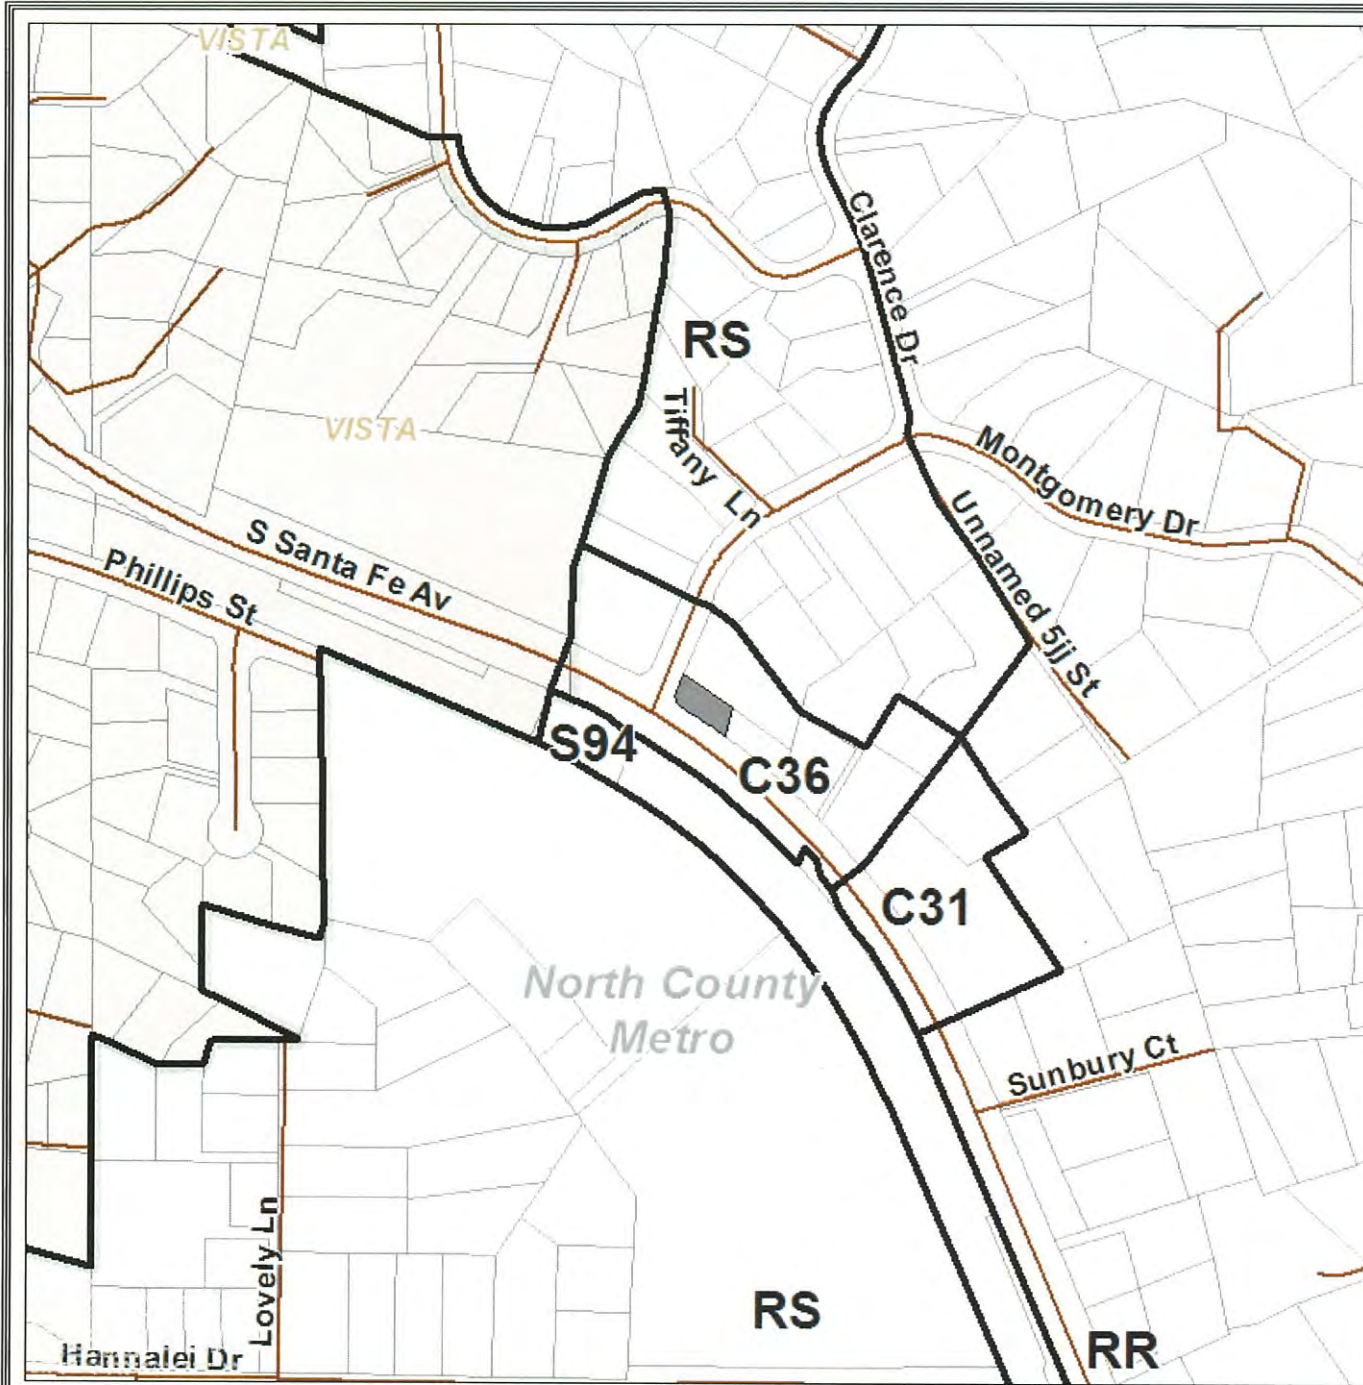 VISTA
Clarence Dr
RS
Tiffany Ln
VISTA
Montgomery Dr
Unnamed 5jj St
S Santa Fe Av
Phillips St
S94
C36
C31
North County
Metro
Sunbury Ct
Lovely Ln
RS
RR
Hannalei Dr